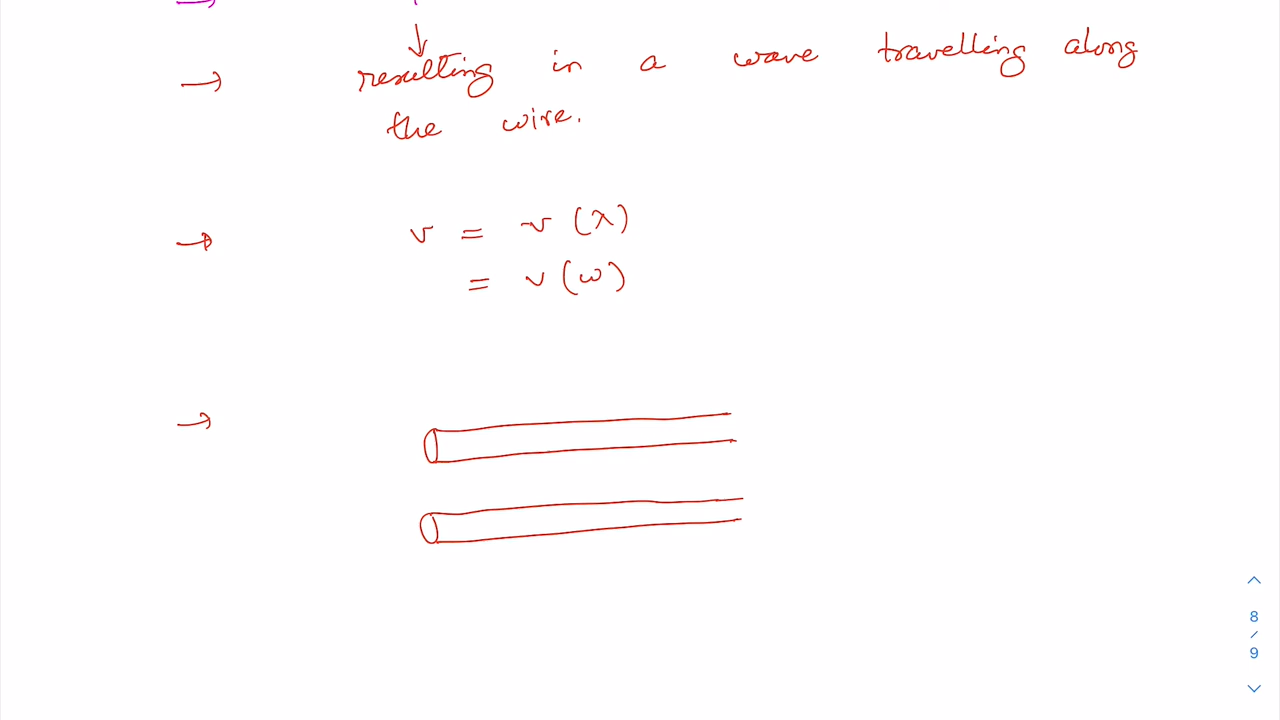 → resulting in a wave travelling along
the wire.
→ v = v (λ)
= v (ω)
→
8
/
9